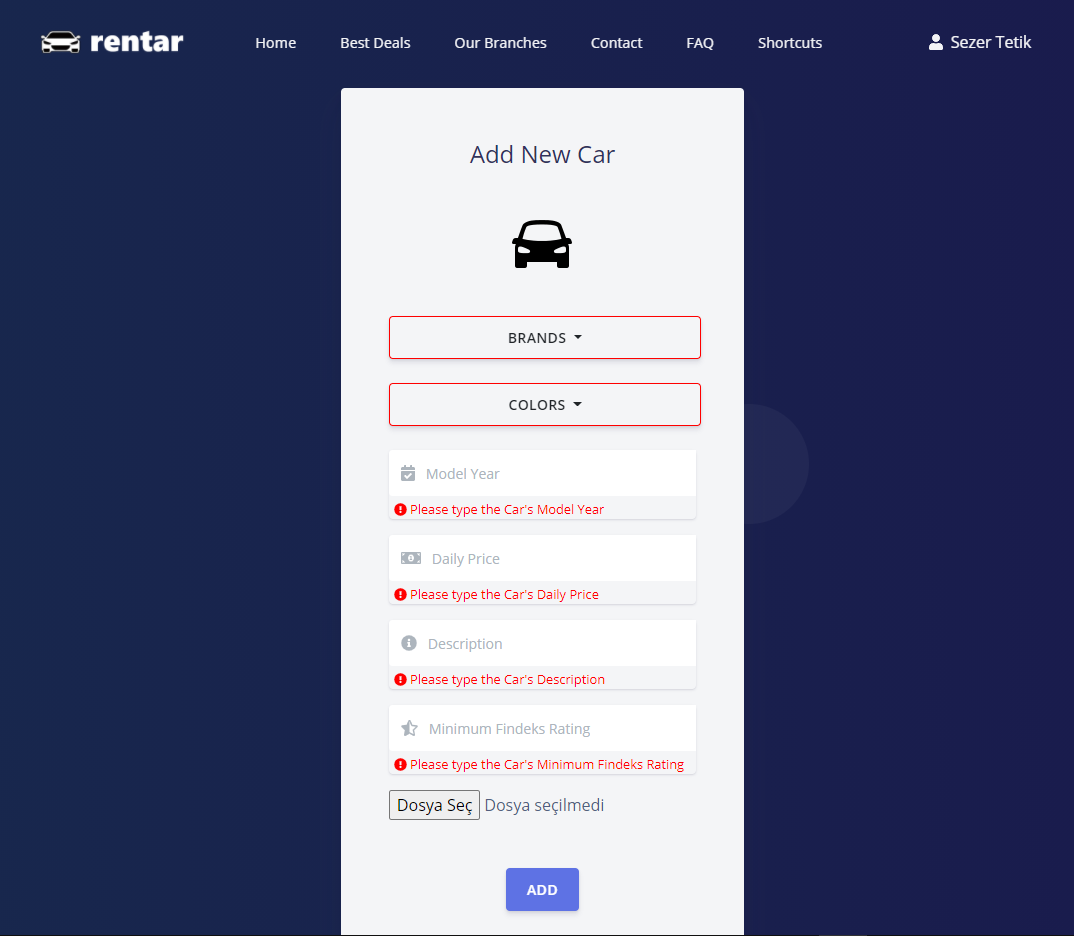 rentar Home Best Deals Our Branches Contact FAQ Shortcuts Sezer Tetik
Add New Car
BRANDS
COLORS
Model Year
Please type the Car's Model Year
Daily Price
Please type the Car's Daily Price
Description
Please type the Car's Description
Minimum Findeks Rating
Please type the Car's Minimum Findeks Rating
Dosya Seç Dosya seçilmedi
ADD